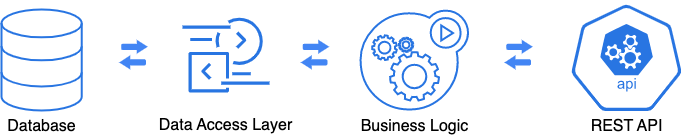 api
Database
Data Access Layer
Business Logic
REST API